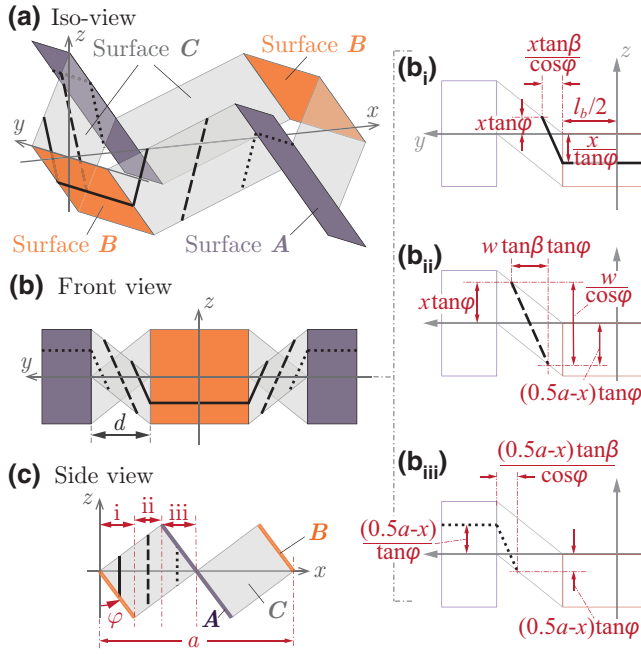 (a) Iso-view
z
Surface C
Surface B
x
y
Surface B
Surface A
(b) Front view
z
y
d
(c) Side view
z
i ii iii
B
x
φ
A
C
a
(bi)
xtanβ
cosφ
z
lb/2
xtanφ
y
x
tanφ
(bii)
w tanβ tanφ
w
cosφ
xtanφ
(0.5a-x)tanφ
(biii)
(0.5a-x)tanβ
cosφ
(0.5a-x)
tanφ
(0.5a-x)tanφ